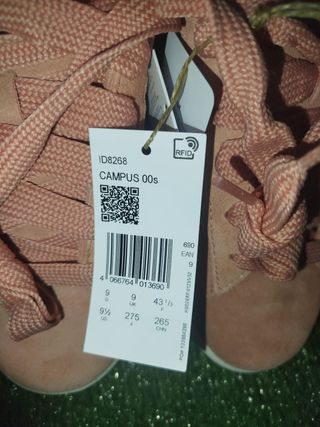 RFID
ID8268
CAMPUS 00s
690
EAN
9
4 066764 013690
9 9 43 1/3
D UK F
9½ 275 265
US J CHN